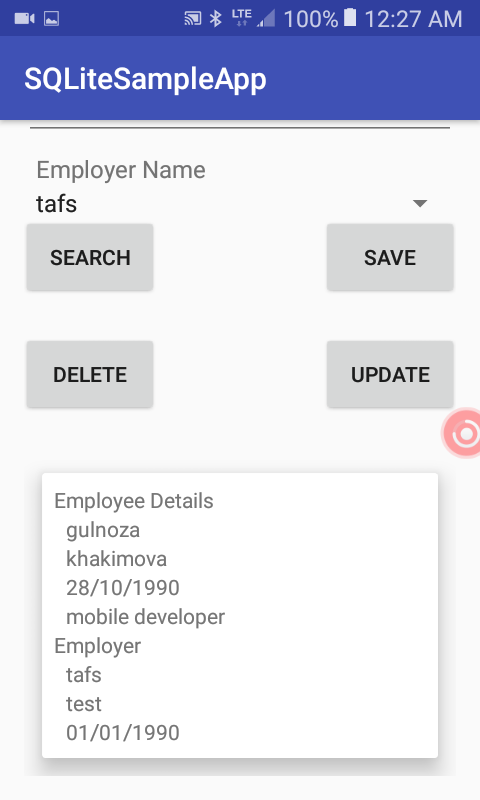 LTE 100% 12:27 AM
SQLiteSampleApp
Employer Name
tafs
SEARCH SAVE
DELETE UPDATE
Employee Details
gulnoza
khakimova
28/10/1990
mobile developer
Employer
tafs
test
01/01/1990